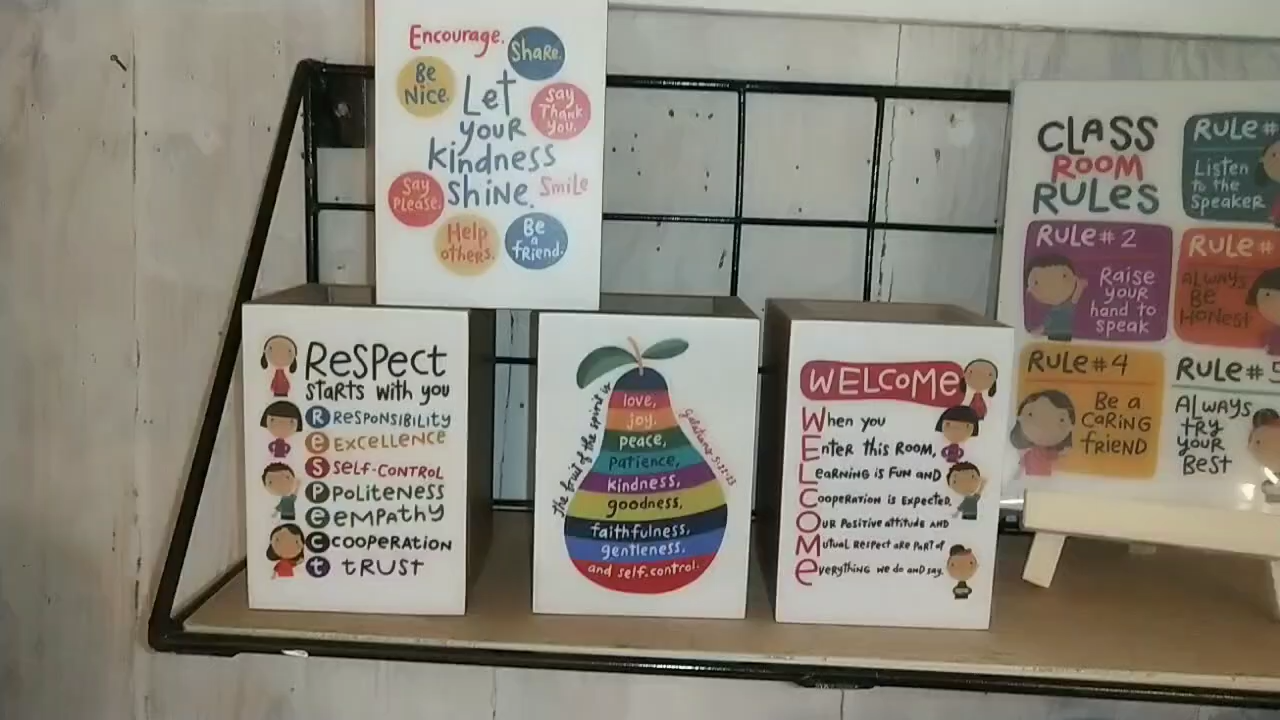 Encourage.
Share.
Be
Nice.
Let
your
kindness
shine.
Say
Thank
you.
Say
Please.
Smile
Help
others.
Be
a
friend.
Respect
starts with you
R Responsibility
e Excellence
S Self-Control
P Politeness
e Empathy
C Cooperation
t Trust
the fruit of the spirit is
love,
joy,
peace,
patience,
kindness,
goodness,
faithfulness,
gentleness,
and self-control.
Galatians 5:22-23
WELCOMe
When you
Enter this Room,
Learning is fun and
Cooperation is expected.
Our Positive attitude and
Mutual Respect are part of
everything we do and say.
CLASS
ROOM
RULES
RULE #
Listen
to the
Speaker
RULE # 2
Raise
your
hand to
speak
RULE #
Always
Be
Honest
RULE #4
Be a
Caring
friend
RULE #5
Always
try
your
Best